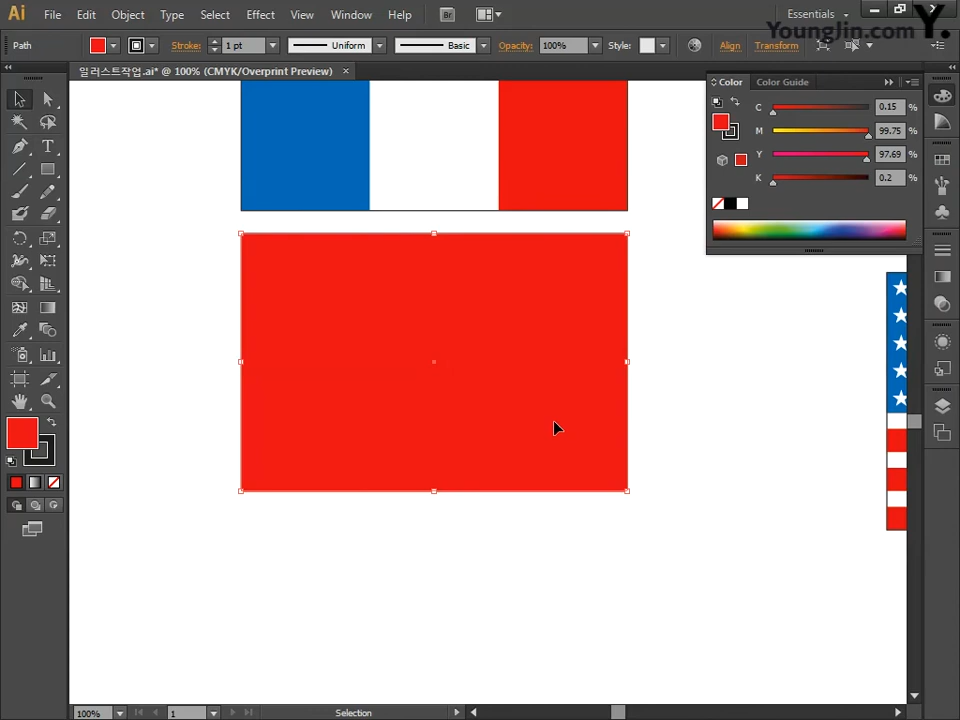 Ai File Edit Object Type Select Effect View Window Help Br Essentials
YoungJin.com Y.
Path Stroke: 1 pt Uniform Basic Opacity: 100% Style: Align Transform
일러스트작업.ai* @ 100% (CMYK/Overprint Preview) ×
Color Color Guide
C 0.15 %
M 99.75 %
Y 97.69 %
K 0.2 %
T
100% 1 Selection